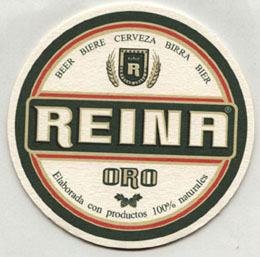 BEER BIERE CERVEZA BIRRA BIER
R
REINA®
ORO
Elaborada con productos 100% naturales